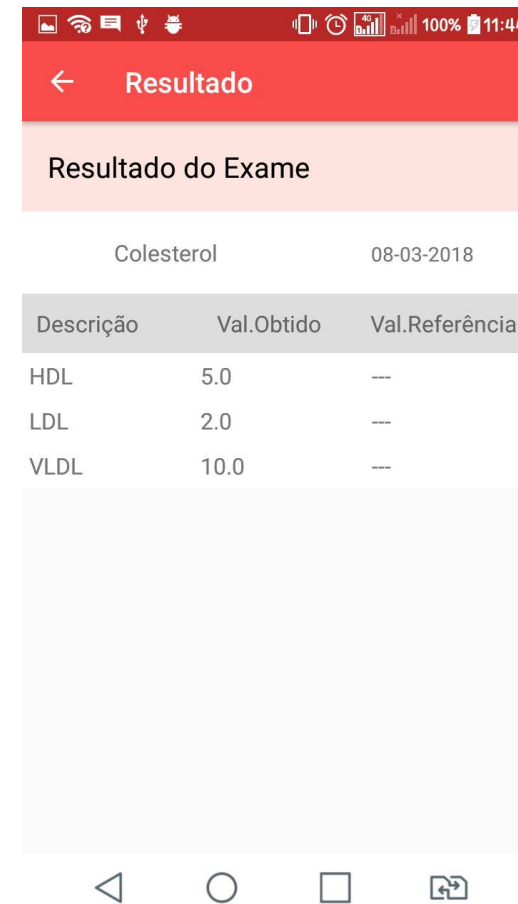 100% 11:44
Resultado
Resultado do Exame
Colesterol 08-03-2018
Descrição Val.Obtido Val.Referência
HDL 5.0 ---
LDL 2.0 ---
VLDL 10.0 ---